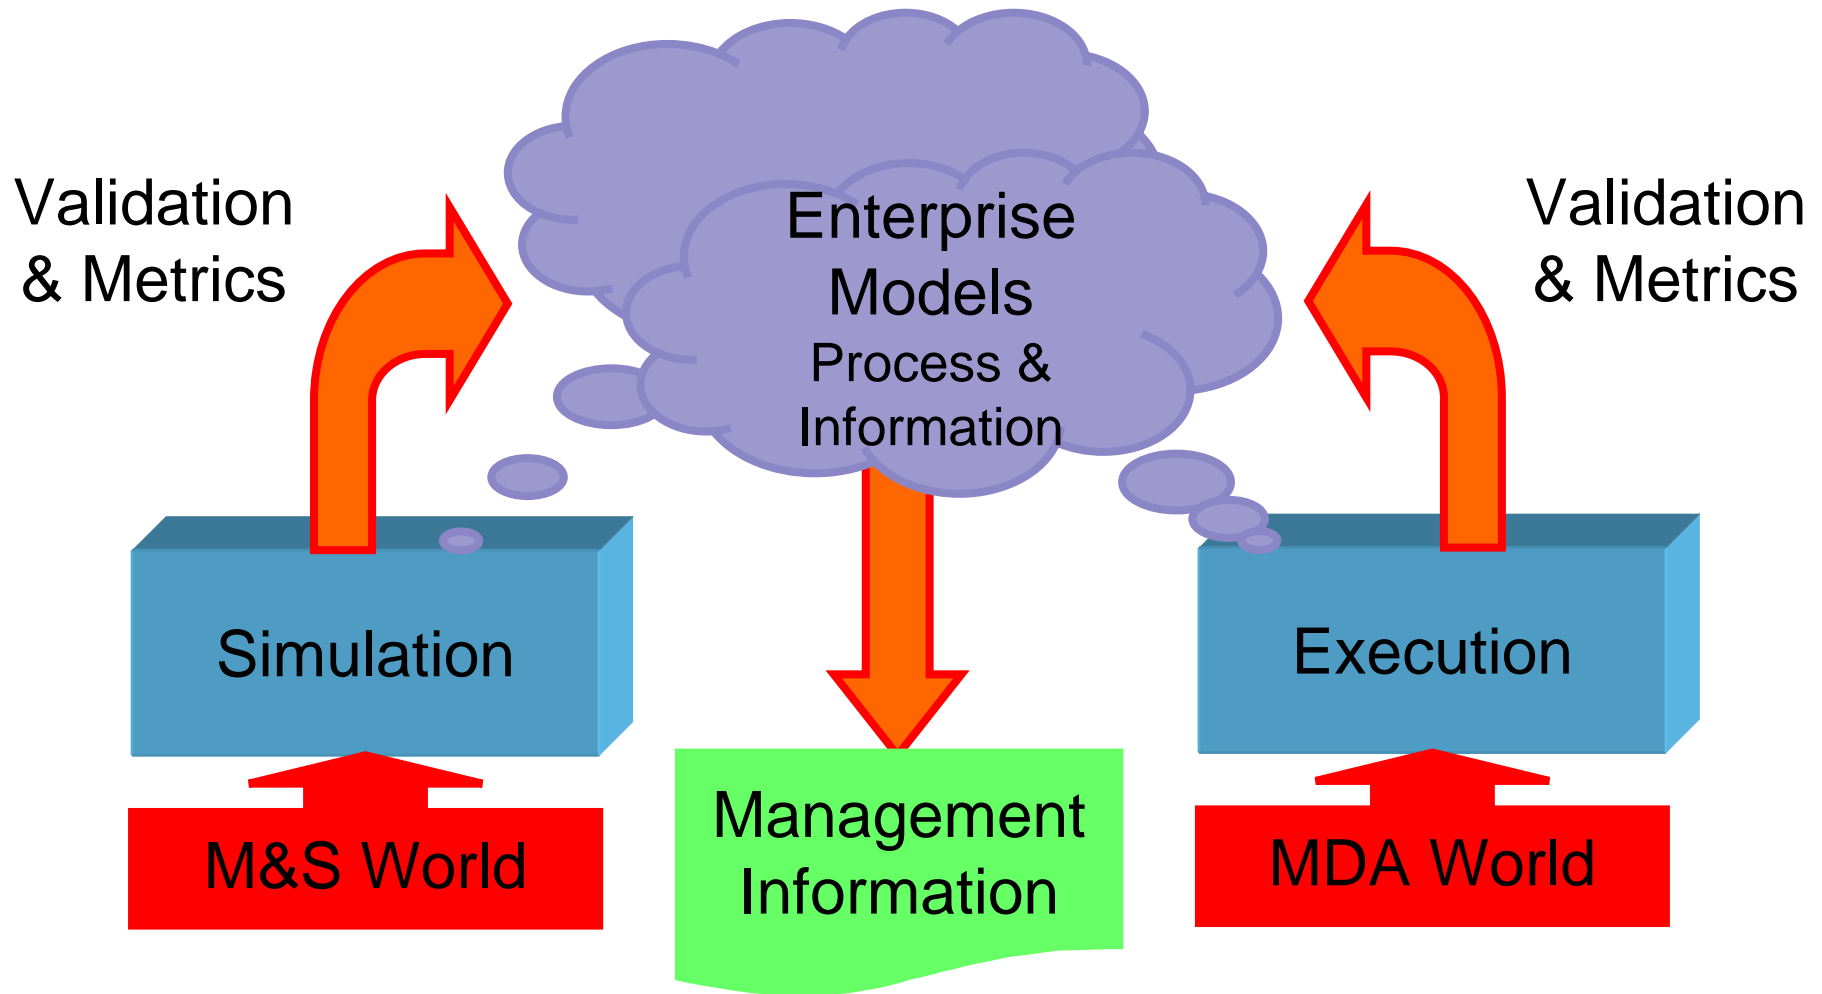 Validation
& Metrics
Enterprise
Models
Process &
Information
Validation
& Metrics
Simulation
Execution
M&S World
Management
Information
MDA World